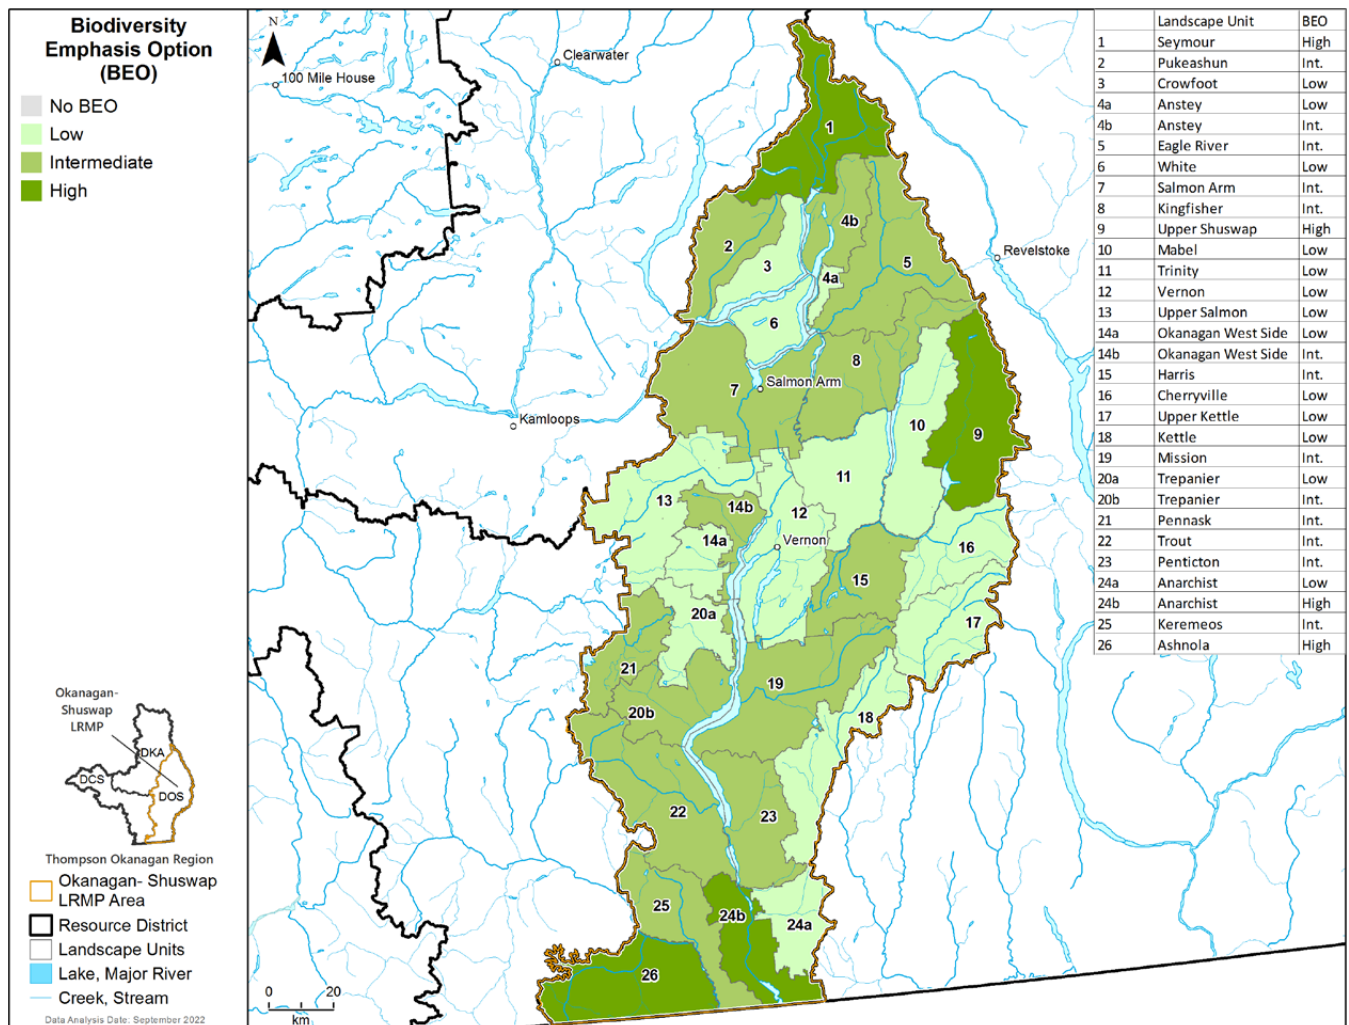 Biodiversity
Emphasis Option
(BEO)
No BEO
Low
Intermediate
High
N
Clearwater
100 Mile House
Revelstoke
Kamloops
Salmon Arm
Vernon
1
2
3
4a
4b
5
6
7
8
9
10
11
12
13
14a
14b
15
16
17
18
19
20a
20b
21
22
23
24a
24b
25
26
Landscape Unit BEO
1 Seymour High
2 Pukeashun Int.
3 Crowfoot Low
4a Anstey Low
4b Anstey Int.
5 Eagle River Int.
6 White Low
7 Salmon Arm Int.
8 Kingfisher Int.
9 Upper Shuswap High
10 Mabel Low
11 Trinity Low
12 Vernon Low
13 Upper Salmon Low
14a Okanagan West Side Low
14b Okanagan West Side Int.
15 Harris Int.
16 Cherryville Low
17 Upper Kettle Low
18 Kettle Low
19 Mission Int.
20a Trepanier Low
20b Trepanier Int.
21 Pennask Int.
22 Trout Int.
23 Penticton Int.
24a Anarchist Low
24b Anarchist High
25 Keremeos Int.
26 Ashnola High
Okanagan-
Shuswap
LRMP
DKA
DCS
DOS
Thompson Okanagan Region
Okanagan- Shuswap
LRMP Area
Resource District
Landscape Units
Lake, Major River
Creek, Stream
Data Analysis Date: September 2022
0 20
km